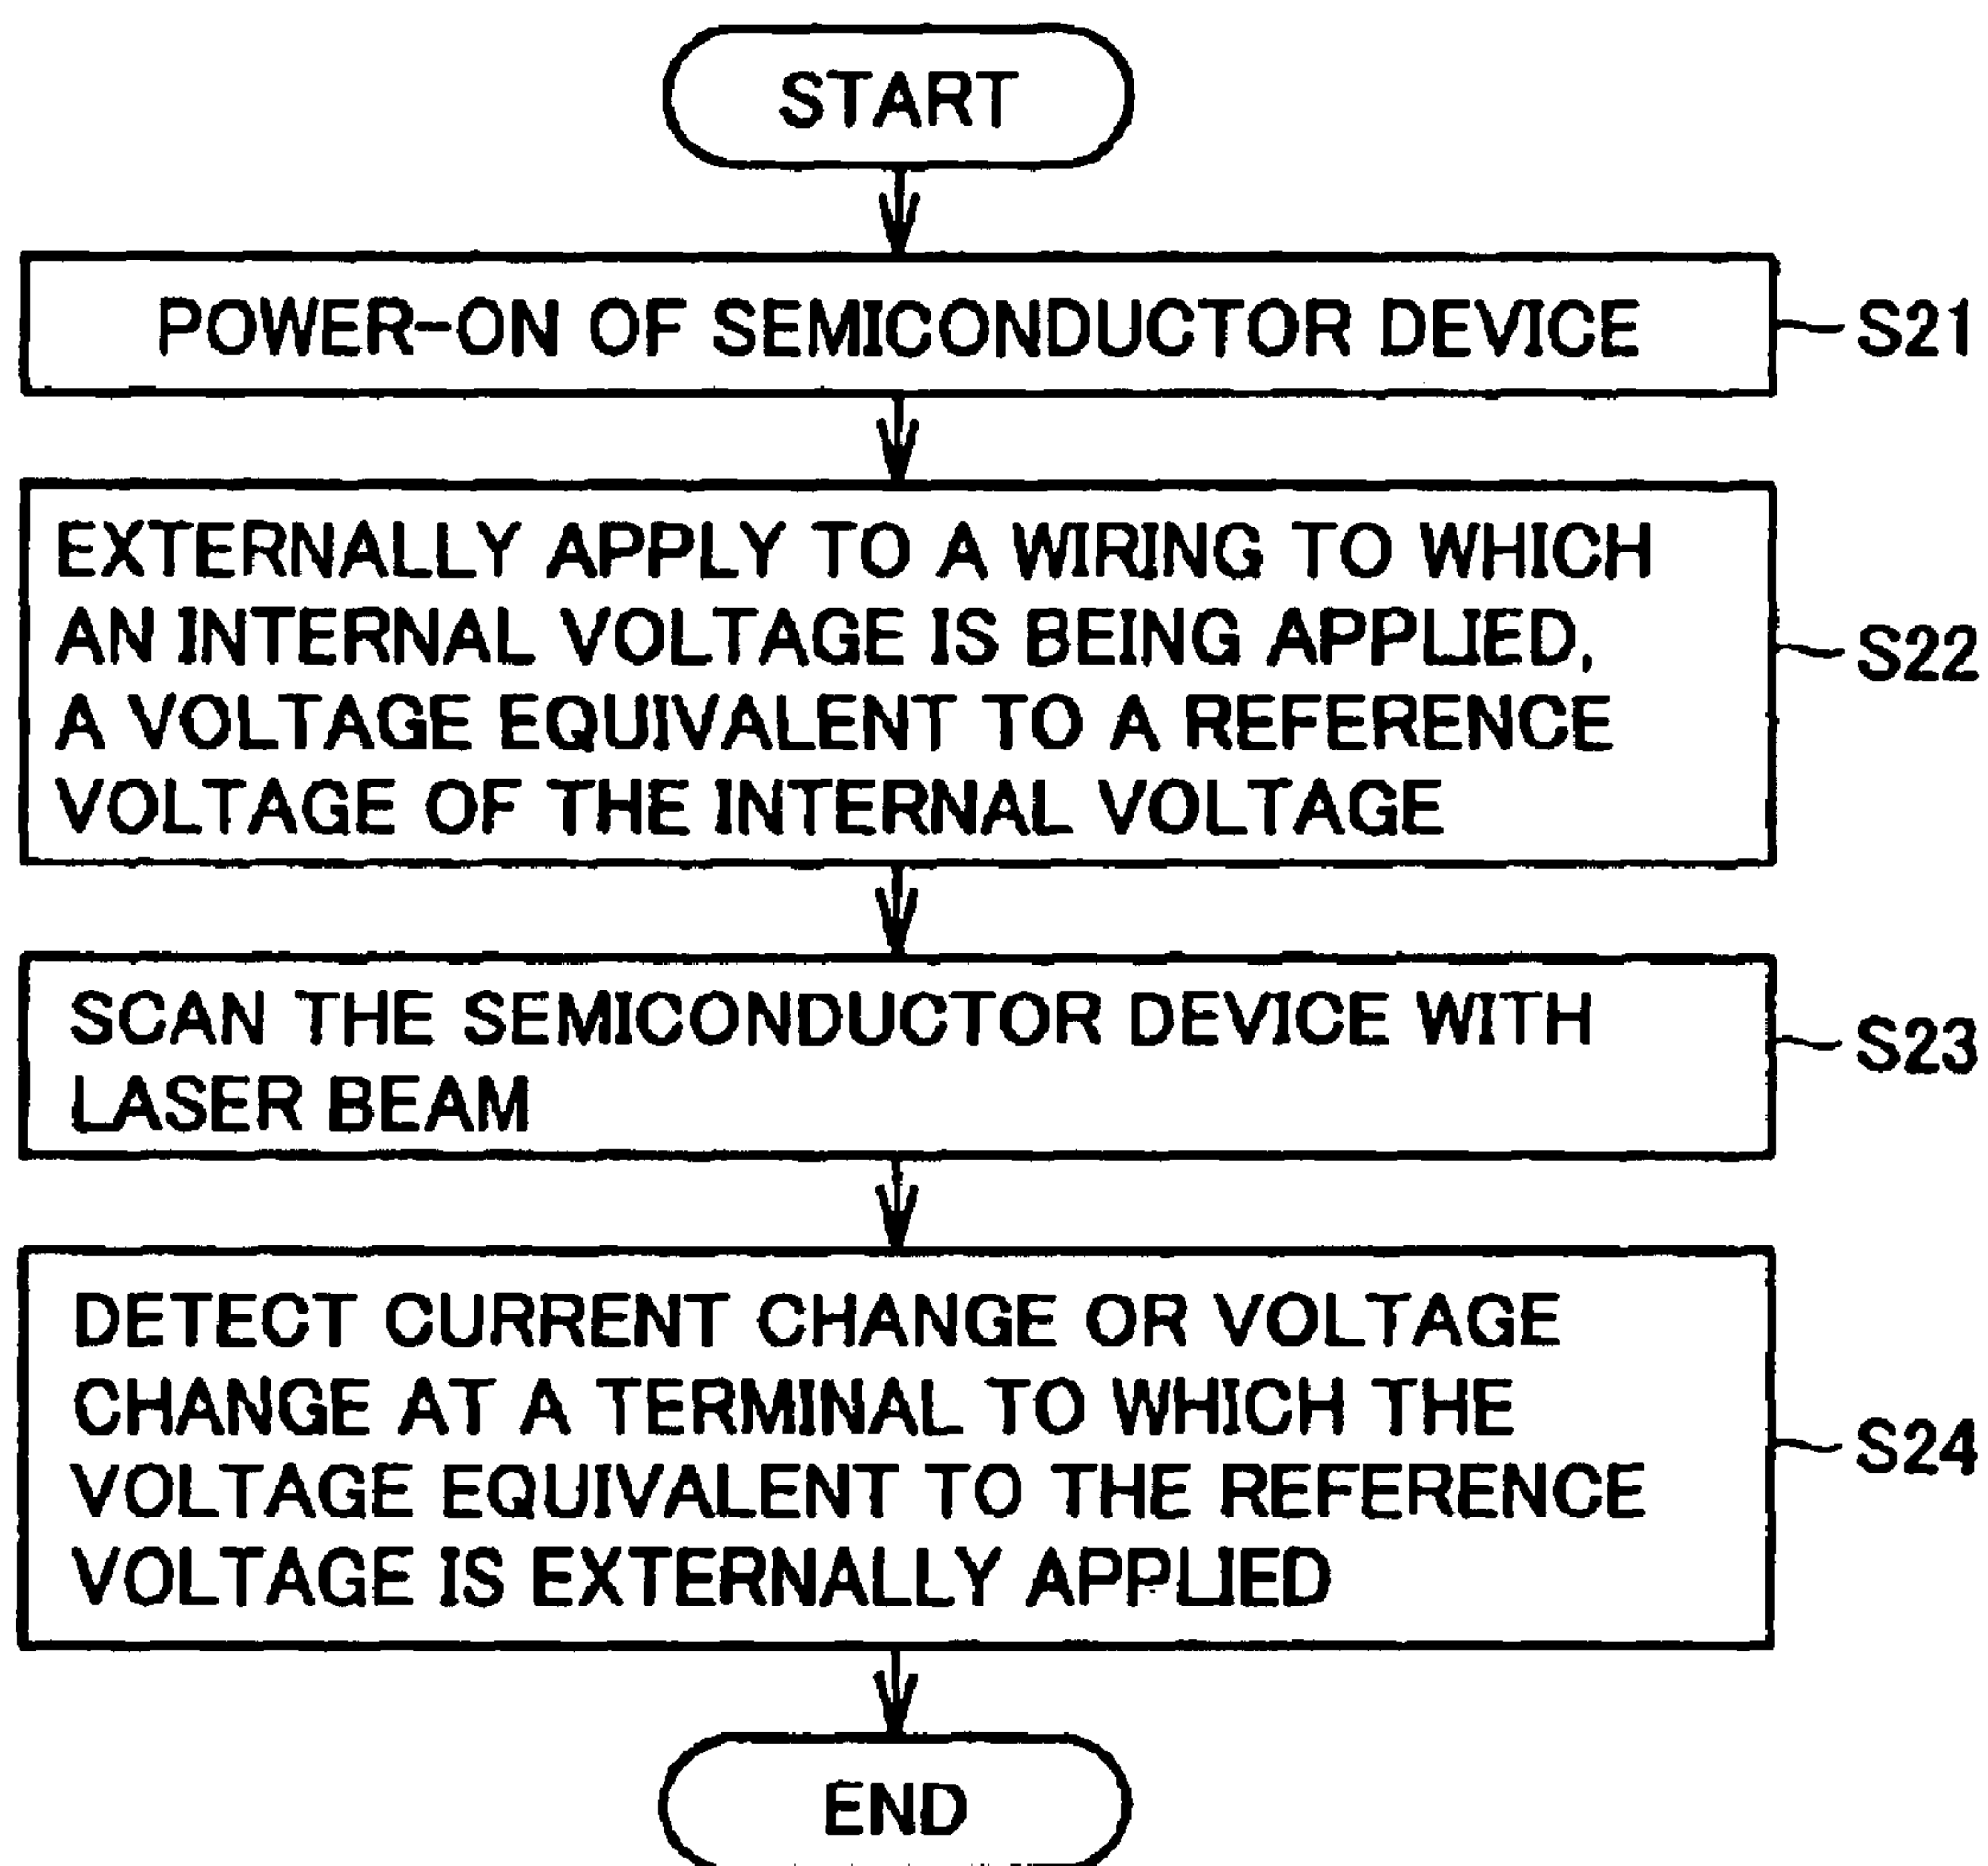 START
POWER-ON OF SEMICONDUCTOR DEVICE
S21
EXTERNALLY APPLY TO A WIRING TO WHICH
AN INTERNAL VOLTAGE IS BEING APPLIED,
A VOLTAGE EQUIVALENT TO A REFERENCE
VOLTAGE OF THE INTERNAL VOLTAGE
S22
SCAN THE SEMICONDUCTOR DEVICE WITH
LASER BEAM
S23
DETECT CURRENT CHANGE OR VOLTAGE
CHANGE AT A TERMINAL TO WHICH THE
VOLTAGE EQUIVALENT TO THE REFERENCE
VOLTAGE IS EXTERNALLY APPLIED
S24
END